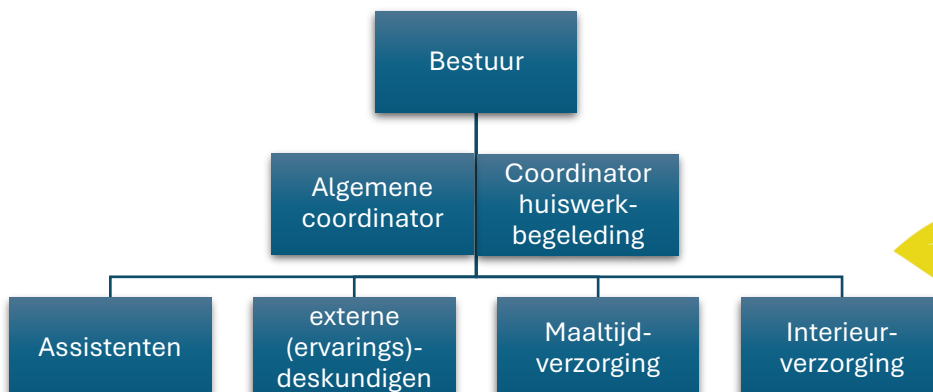 Bestuur
Algemene
coordinator
Coordinator
huiswerk-
begeleding
Assistenten
externe
(ervarings)-
deskundigen
Maaltijd-
verzorging
Interieur-
verzorging